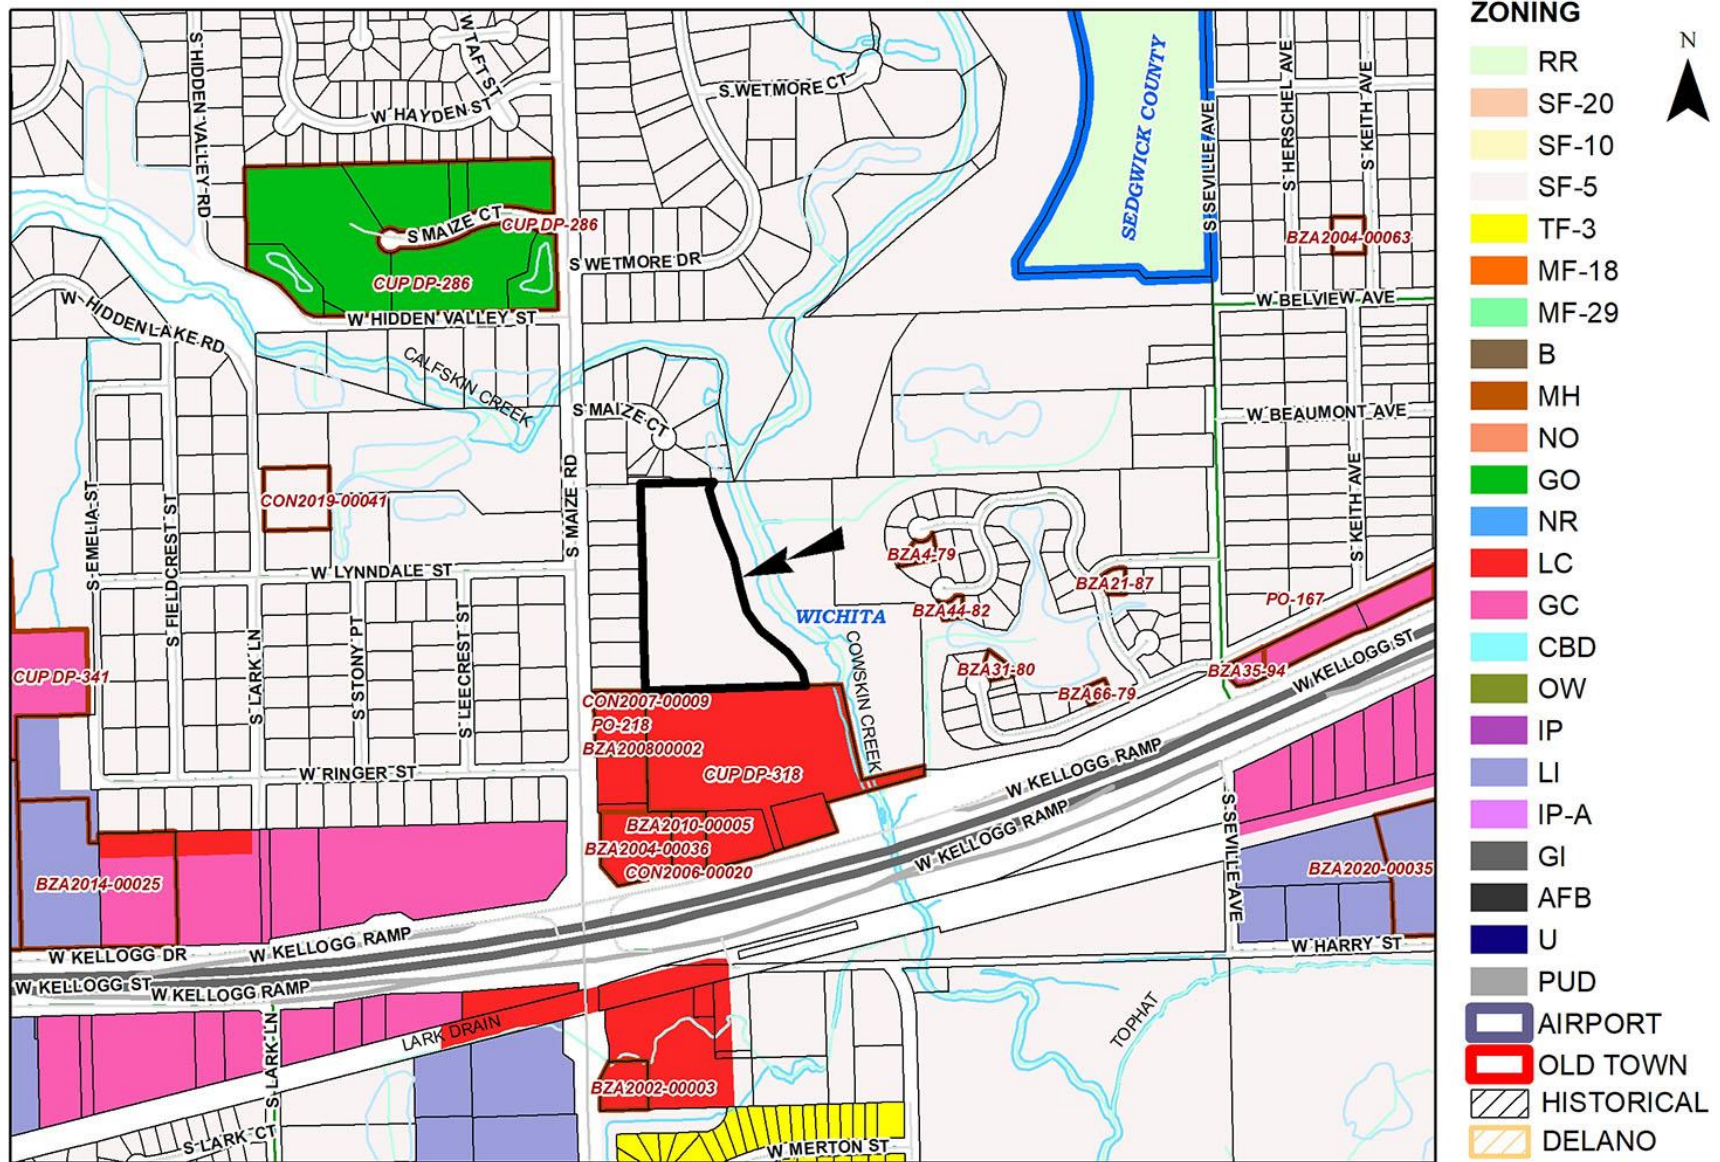 ZONING
N
RR
SF-20
SF-10
SF-5
TF-3
MF-18
MF-29
B
MH
NO
GO
NR
LC
GC
CBD
OW
IP
LI
IP-A
GI
AFB
U
PUD
AIRPORT
OLD TOWN
HISTORICAL
DELANO
S HIDDEN VALLEY RD
W TAFT ST
W HAYDEN ST
S WETMORE CT
SEDGWICK COUNTY
S SEVILLE AVE
S HERSCHEL AVE
S KEITH AVE
S MAIZE CT
CUP DP-286
CUP DP-286
BZA2004-00063
S WETMORE DR
W HIDDEN LAKE RD
W HIDDEN VALLEY ST
W BELVIEW AVE
CALFSKIN CREEK
S MAIZE CT
W BEAUMONT AVE
S MAIZE RD
S KEITH AVE
CON2019-00041
S EMELIA ST
S FIELDCREST ST
W LYNNDALE ST
BZA4-79
BZA21-87
BZA44-82
PO-167
WICHITA
COWSKIN CREEK
S LARK LN
S STONY PT
S LEECREST ST
CUP DP-341
BZA31-80
BZA35-94
BZA66-79
W KELLOGG ST
CON2007-00009
PO-218
BZA200800002
CUP DP-318
W RINGER ST
W KELLOGG RAMP
W KELLOGG RAMP
BZA2010-00005
BZA2004-00036
CON2006-00020
S SEVILLE AVE
BZA2014-00025
BZA2020-00035
W KELLOGG DR
W KELLOGG RAMP
W HARRY ST
W KELLOGG ST
W KELLOGG RAMP
LARK DRAIN
S LARK LN
TOPHAT
BZA2002-00003
S LARK CT
W MERTON ST